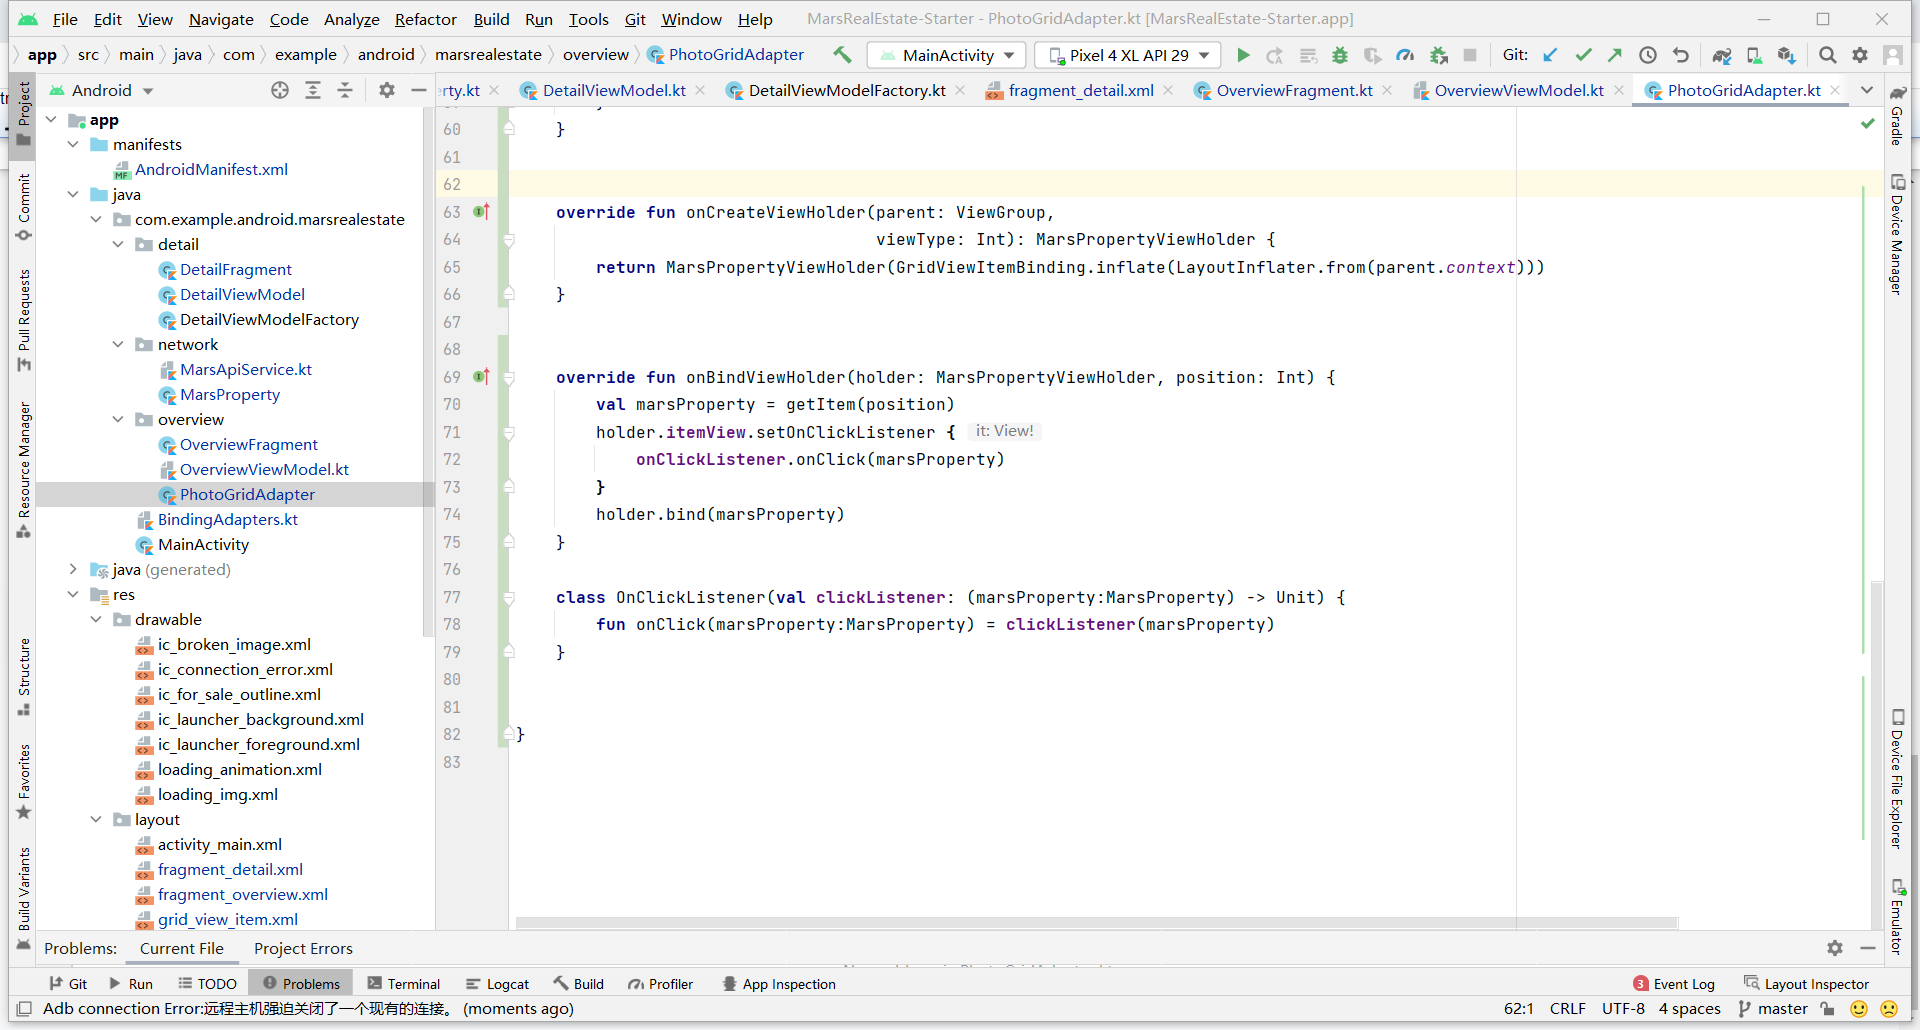 File Edit View Navigate Code Analyze Refactor Build Run Tools Git Window Help MarsRealEstate-Starter - PhotoGridAdapter.kt [MarsRealEstate-Starter.app]
app src main java com example android marsrealestate overview PhotoGridAdapter MainActivity Pixel 4 XL API 29 Git:
Android
rty.kt DetailViewModel.kt DetailViewModelFactory.kt fragment_detail.xml OverviewFragment.kt OverviewViewModel.kt PhotoGridAdapter.kt
Project
Commit
Pull Requests
Resource Manager
Structure
Favorites
Build Variants
app
manifests
AndroidManifest.xml
java
com.example.android.marsrealestate
detail
DetailFragment
DetailViewModel
DetailViewModelFactory
network
MarsApiService.kt
MarsProperty
overview
OverviewFragment
OverviewViewModel.kt
PhotoGridAdapter
BindingAdapters.kt
MainActivity
java (generated)
res
drawable
ic_broken_image.xml
ic_connection_error.xml
ic_for_sale_outline.xml
ic_launcher_background.xml
ic_launcher_foreground.xml
loading_animation.xml
loading_img.xml
layout
activity_main.xml
fragment_detail.xml
fragment_overview.xml
grid_view_item.xml
60 }
61
62
63 override fun onCreateViewHolder(parent: ViewGroup,
64 viewType: Int): MarsPropertyViewHolder {
65 return MarsPropertyViewHolder(GridViewItemBinding.inflate(LayoutInflater.from(parent.context)))
66 }
67
68
69 override fun onBindViewHolder(holder: MarsPropertyViewHolder, position: Int) {
70 val marsProperty = getItem(position)
71 holder.itemView.setOnClickListener { it: View!
72 onClickListener.onClick(marsProperty)
73 }
74 holder.bind(marsProperty)
75 }
76
77 class OnClickListener(val clickListener: (marsProperty:MarsProperty) -> Unit) {
78 fun onClick(marsProperty:MarsProperty) = clickListener(marsProperty)
79 }
80
81
82 }
83
Gradle
Device Manager
Device File Explorer
Emulator
Problems: Current File Project Errors
Git Run TODO Problems Terminal Logcat Build Profiler App Inspection 3 Event Log Layout Inspector
Adb connection Error:远程主机强迫关闭了一个现有的连接。 (moments ago) 62:1 CRLF UTF-8 4 spaces master